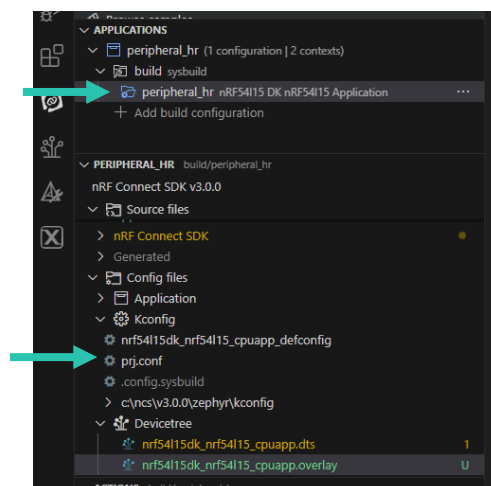 Browse samples
APPLICATIONS
peripheral_hr (1 configuration | 2 contexts)
build sysbuild
peripheral_hr nRF54l15 DK nRF54l15 Application ···
+ Add build configuration
PERIPHERAL_HR build/peripheral_hr
nRF Connect SDK v3.0.0
Source files
nRF Connect SDK
Generated
Config files
Application
Kconfig
nrf54l15dk_nrf54l15_cpuapp_defconfig
prj.conf
.config.sysbuild
c:\ncs\v3.0.0\zephyr\kconfig
Devicetree
nrf54l15dk_nrf54l15_cpuapp.dts 1
nrf54l15dk_nrf54l15_cpuapp.overlay U